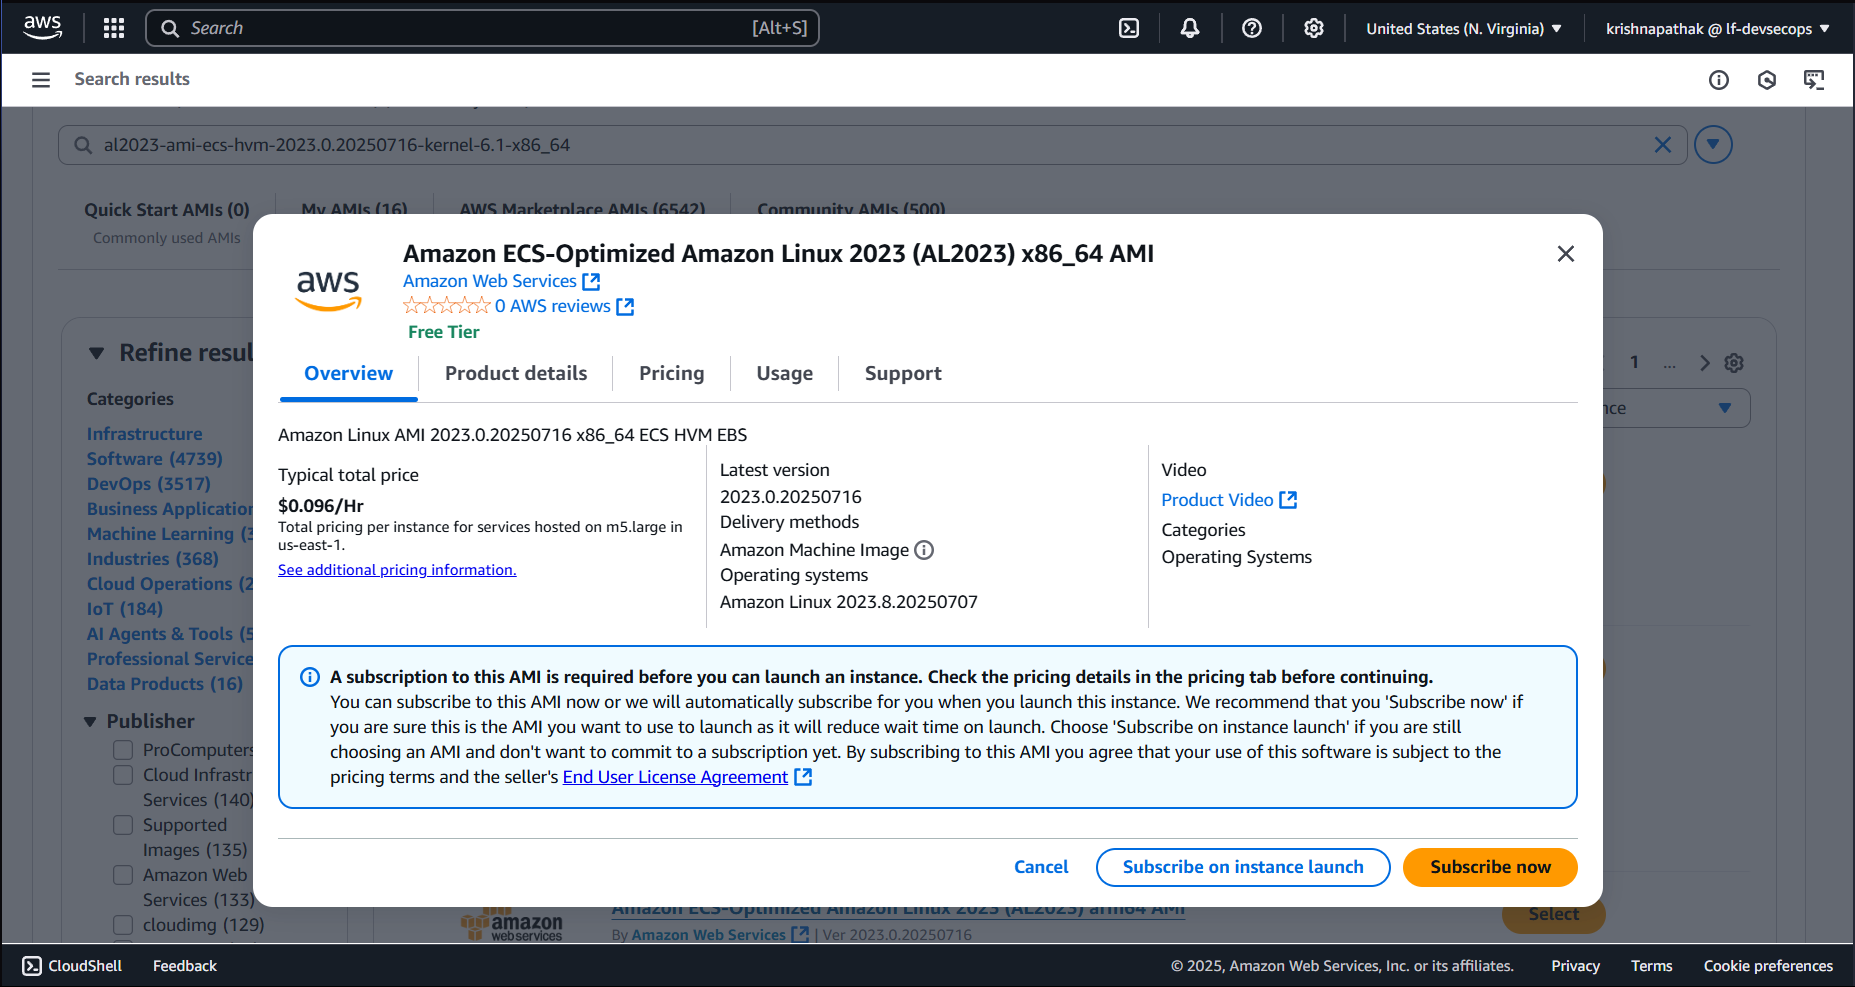 aws
Search [Alt+S]
United States (N. Virginia) ▼
krishnapathak @ lf-devsecops ▼
Search results
al2023-ami-ecs-hvm-2023.0.20250716-kernel-6.1-x86_64
Quick Start AMIs (0)
Commonly used AMIs
My AMIs (16)
AWS Marketplace AMIs (6542)
Community AMIs (500)
Refine resul
Categories
Infrastructure
Software (4739)
DevOps (3517)
Business Application
Machine Learning (3
Industries (368)
Cloud Operations (2
IoT (184)
AI Agents & Tools (5
Professional Service
Data Products (16)
Publisher
ProComputers
Cloud Infrastr
Services (140)
Supported
Images (135)
Amazon Web
Services (133)
cloudimg (129)
1 ...
nce
aws
Amazon ECS-Optimized Amazon Linux 2023 (AL2023) x86_64 AMI
Amazon Web Services
0 AWS reviews
Free Tier
Overview
Product details
Pricing
Usage
Support
Amazon Linux AMI 2023.0.20250716 x86_64 ECS HVM EBS
Typical total price
$0.096/Hr
Total pricing per instance for services hosted on m5.large in
us-east-1.
See additional pricing information.
Latest version
2023.0.20250716
Delivery methods
Amazon Machine Image
Operating systems
Amazon Linux 2023.8.20250707
Video
Product Video
Categories
Operating Systems
A subscription to this AMI is required before you can launch an instance. Check the pricing details in the pricing tab before continuing.
You can subscribe to this AMI now or we will automatically subscribe for you when you launch this instance. We recommend that you 'Subscribe now' if
you are sure this is the AMI you want to use to launch as it will reduce wait time on launch. Choose 'Subscribe on instance launch' if you are still
choosing an AMI and don't want to commit to a subscription yet. By subscribing to this AMI you agree that your use of this software is subject to the
pricing terms and the seller's End User License Agreement
Cancel
Subscribe on instance launch
Subscribe now
amazon
webservices
Amazon ECS-Optimized Amazon Linux 2023 (AL2023) arm64 AMI
By Amazon Web Services | Ver 2023.0.20250716
Select
CloudShell
Feedback
© 2025, Amazon Web Services, Inc. or its affiliates.
Privacy
Terms
Cookie preferences